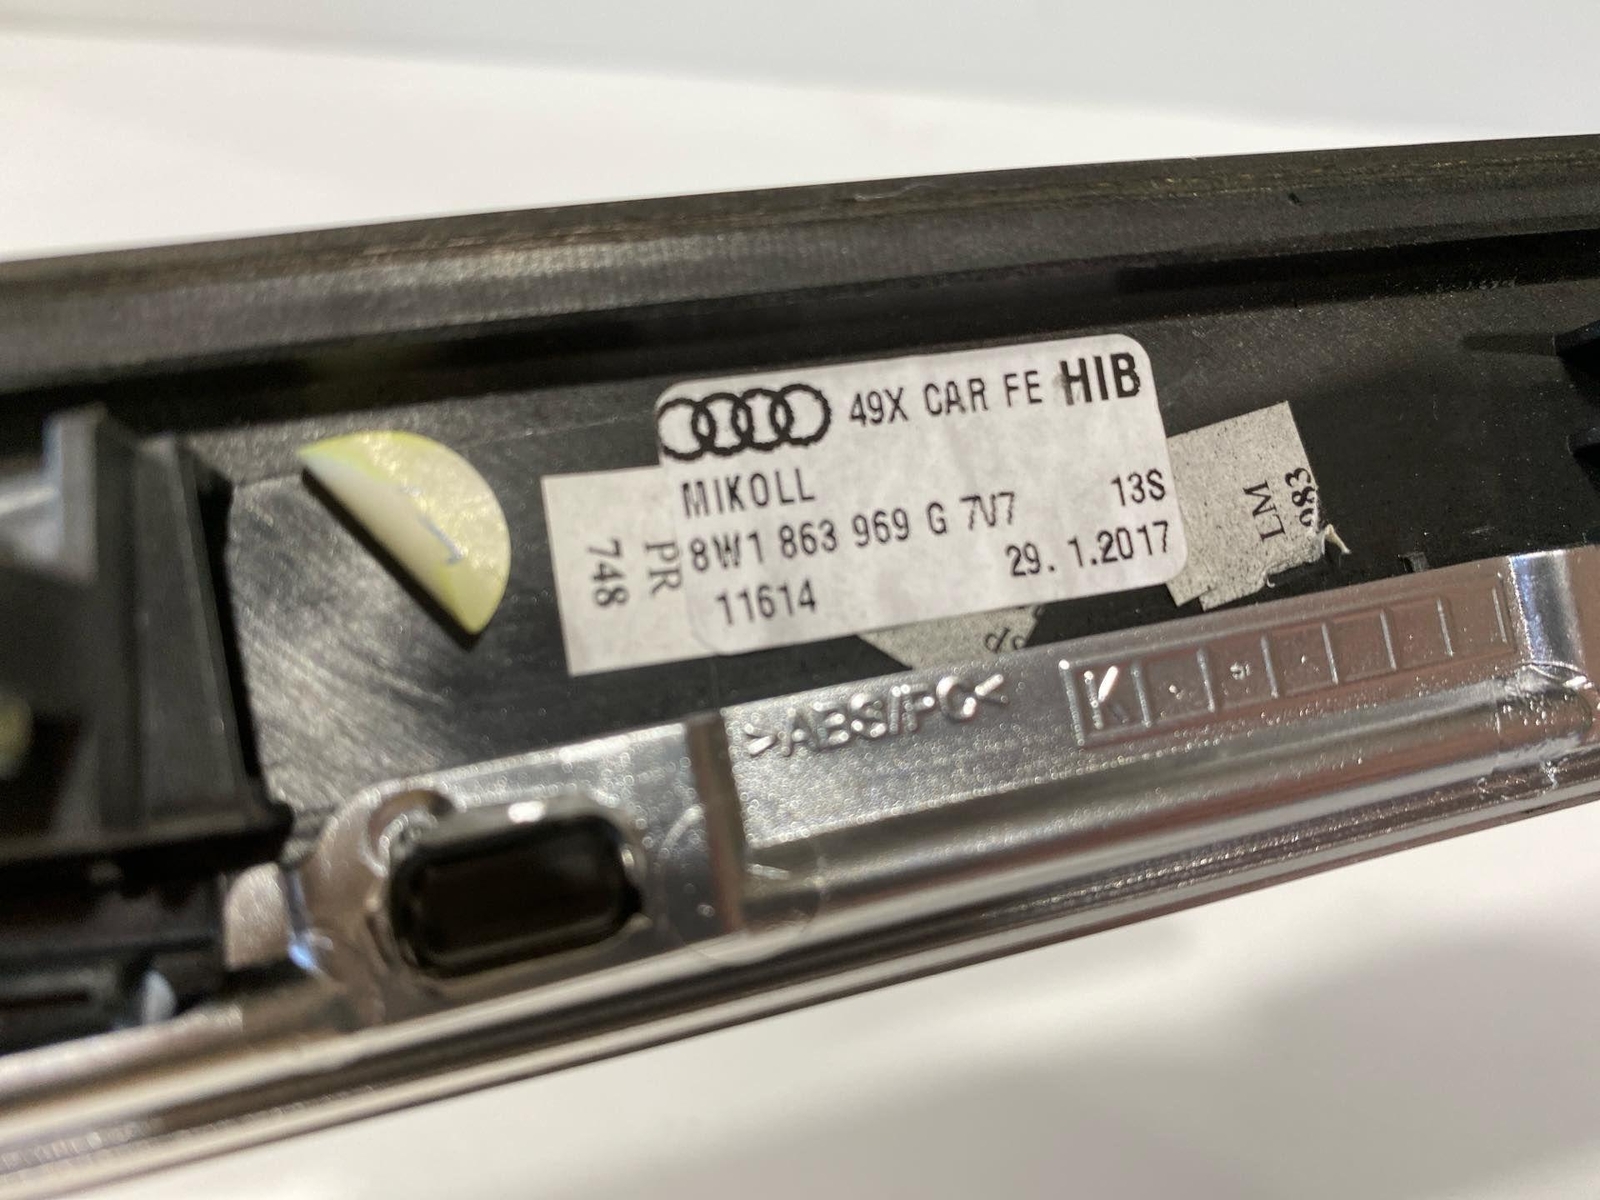 49X CAR FE HIB
MIKOLL 13S
8W1 863 969 G 7V7
11614 29. 1.2017
748
PR
LM
>ABS/PC<
K